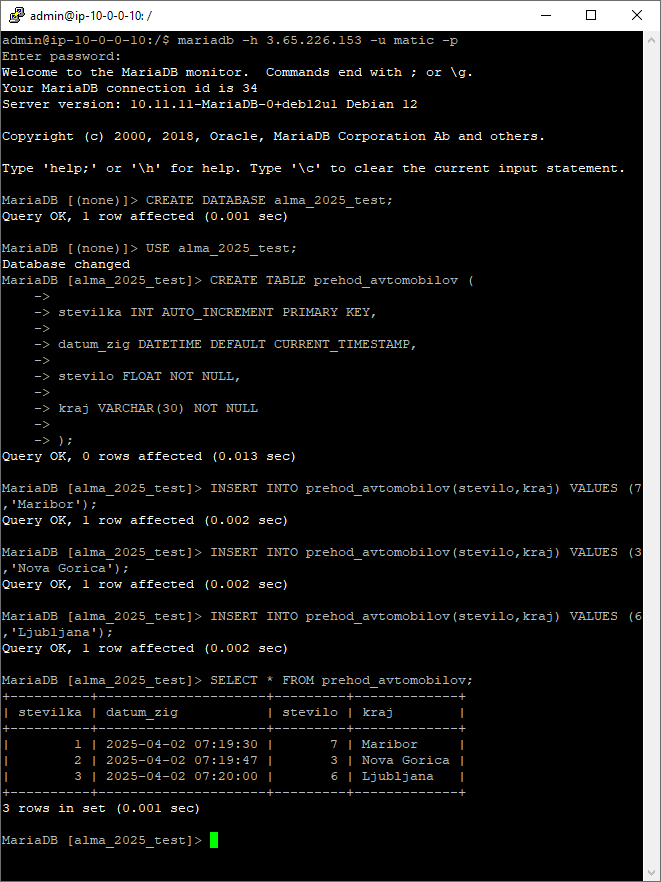 admin@ip-10-0-0-10: /
admin@ip-10-0-0-10:/$ mariadb -h 3.65.226.153 -u matic -p
Enter password:
Welcome to the MariaDB monitor.  Commands end with ; or \g.
Your MariaDB connection id is 34
Server version: 10.11.11-MariaDB-0+deb12u1 Debian 12

Copyright (c) 2000, 2018, Oracle, MariaDB Corporation Ab and others.

Type 'help;' or '\h' for help. Type '\c' to clear the current input statement.

MariaDB [(none)]> CREATE DATABASE alma_2025_test;
Query OK, 1 row affected (0.001 sec)

MariaDB [(none)]> USE alma_2025_test;
Database changed
MariaDB [alma_2025_test]> CREATE TABLE prehod_avtomobilov (
    ->
    -> stevilka INT AUTO_INCREMENT PRIMARY KEY,
    ->
    -> datum_zig DATETIME DEFAULT CURRENT_TIMESTAMP,
    ->
    -> stevilo FLOAT NOT NULL,
    ->
    -> kraj VARCHAR(30) NOT NULL
    ->
    -> );
Query OK, 0 rows affected (0.013 sec)

MariaDB [alma_2025_test]> INSERT INTO prehod_avtomobilov(stevilo,kraj) VALUES (7
,'Maribor');
Query OK, 1 row affected (0.002 sec)

MariaDB [alma_2025_test]> INSERT INTO prehod_avtomobilov(stevilo,kraj) VALUES (3
,'Nova Gorica');
Query OK, 1 row affected (0.002 sec)

MariaDB [alma_2025_test]> INSERT INTO prehod_avtomobilov(stevilo,kraj) VALUES (6
,'Ljubljana');
Query OK, 1 row affected (0.002 sec)

MariaDB [alma_2025_test]> SELECT * FROM prehod_avtomobilov;
+----------+---------------------+---------+-------------+
| stevilka | datum_zig           | stevilo | kraj        |
+----------+---------------------+---------+-------------+
|        1 | 2025-04-02 07:19:30 |       7 | Maribor     |
|        2 | 2025-04-02 07:19:47 |       3 | Nova Gorica |
|        3 | 2025-04-02 07:20:00 |       6 | Ljubljana   |
+----------+---------------------+---------+-------------+
3 rows in set (0.001 sec)

MariaDB [alma_2025_test]>